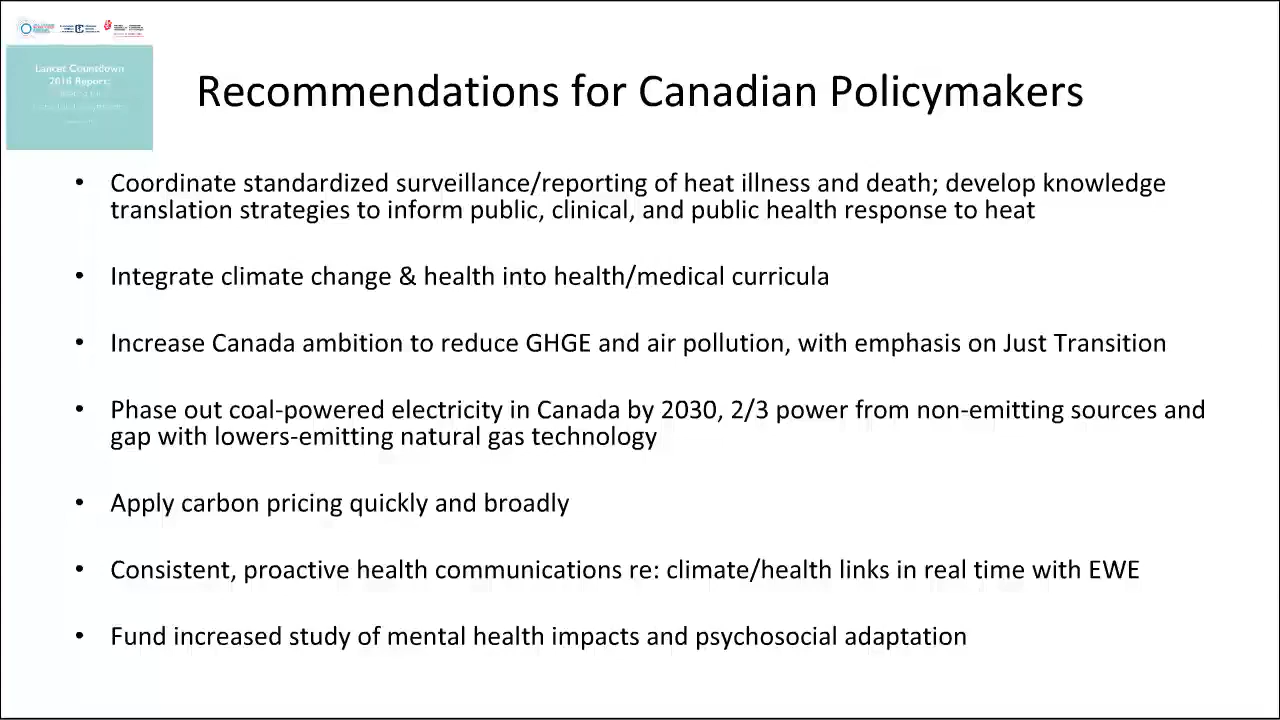 Lancet Countdown
2018 Report:
Recommendations for Canadian Policymakers
• Coordinate standardized surveillance/reporting of heat illness and death; develop knowledge
translation strategies to inform public, clinical, and public health response to heat
• Integrate climate change & health into health/medical curricula
• Increase Canada ambition to reduce GHGE and air pollution, with emphasis on Just Transition
• Phase out coal-powered electricity in Canada by 2030, 2/3 power from non-emitting sources and
gap with lowers-emitting natural gas technology
• Apply carbon pricing quickly and broadly
• Consistent, proactive health communications re: climate/health links in real time with EWE
• Fund increased study of mental health impacts and psychosocial adaptation